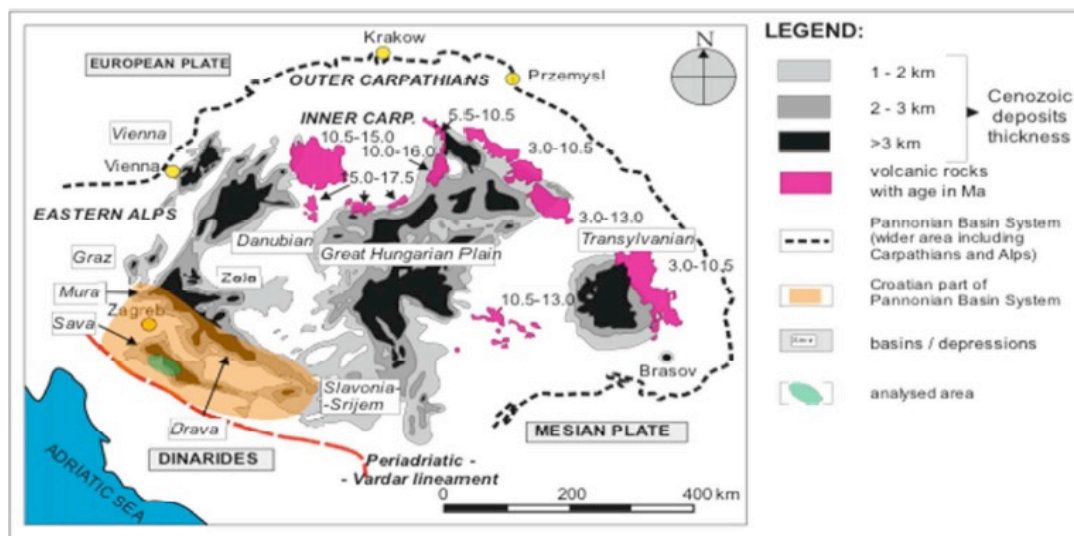 Krakow
EUROPEAN PLATE
OUTER CARPATHIANS
Przemysl
N
INNER CARP.
5.5-10.5
Vienna
10.5-15.0
10.0-16.0
3.0-10.5
Vienna
15.0-17.5
EASTERN ALPS
3.0-13.0
Danubian
Great Hungarian Plain
Transylvanian
Graz
Zala
3.0-10.5
Mura
10.5-13.0
Zagreb
Sava
Brasov
Slavonia-
-Srijem
Drava
MESIAN PLATE
DINARIDES
Periadriatic -
- Vardar lineament
ADRIATIC SEA
0 200 400 km
LEGEND:
1 - 2 km
2 - 3 km
>3 km
Cenozoic
deposits
thickness
volcanic rocks
with age in Ma
Pannonian Basin System
(wider area including
Carpathians and Alps)
Croatian part of
Pannonian Basin System
basins / depressions
analysed area